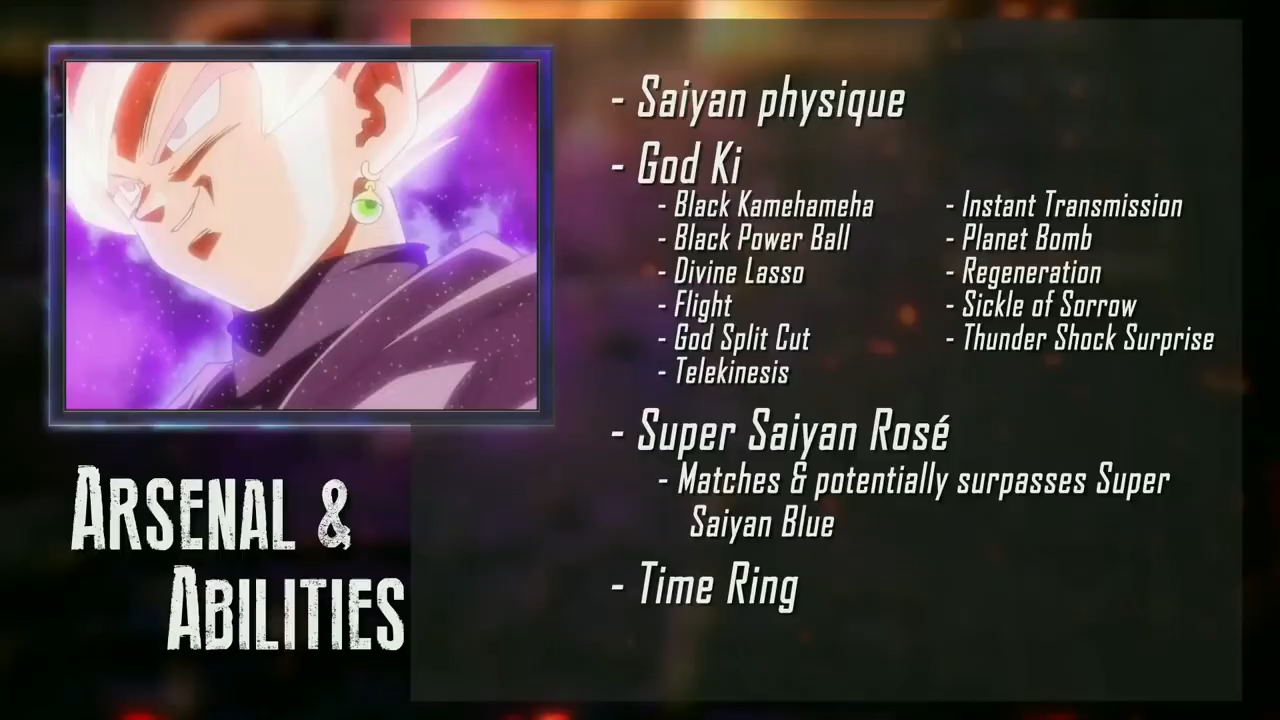 - Saiyan physique
- God Ki
- Black Kamehameha
- Black Power Ball
- Divine Lasso
- Flight
- God Split Cut
- Telekinesis
- Instant Transmission
- Planet Bomb
- Regeneration
- Sickle of Sorrow
- Thunder Shock Surprise
- Super Saiyan Rosé
- Matches & potentially surpasses Super
Saiyan Blue
- Time Ring
Arsenal &
Abilities